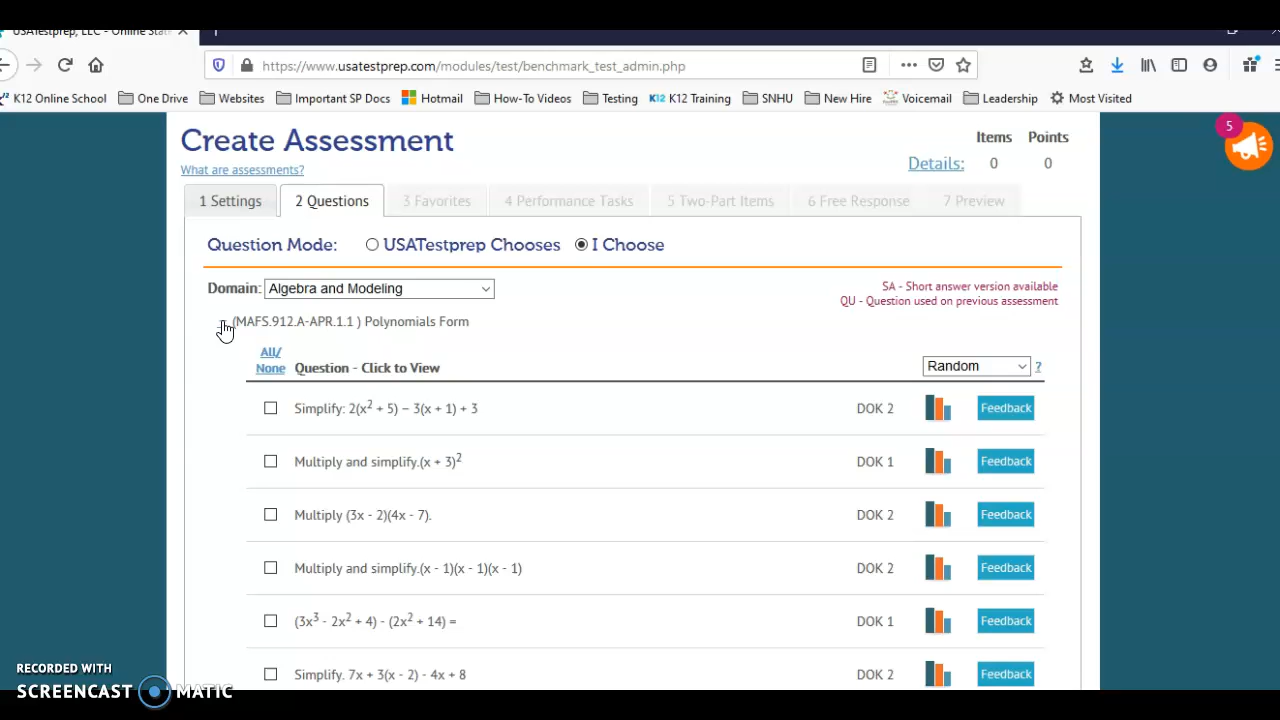 USATestprep, LLC - Online State
https://www.usatestprep.com/modules/test/benchmark_test_admin.php
K12 Online School One Drive Websites Important SP Docs Hotmail How-To Videos Testing K12 K12 Training SNHU New Hire Voicemail Leadership Most Visited
Create Assessment
Items Points
What are assessments?
Details: 0 0
5
1 Settings 2 Questions 3 Favorites 4 Performance Tasks 5 Two-Part Items 6 Free Response 7 Preview
Question Mode: USATestprep Chooses I Choose
Domain: Algebra and Modeling
SA - Short answer version available
QU - Question used on previous assessment
(MAFS.912.A-APR.1.1 ) Polynomials Form
All/
None Question - Click to View Random ?
Simplify: 2(x² + 5) − 3(x + 1) + 3 DOK 2 Feedback
Multiply and simplify.(x + 3)² DOK 1 Feedback
Multiply (3x - 2)(4x - 7). DOK 2 Feedback
Multiply and simplify.(x - 1)(x - 1)(x - 1) DOK 2 Feedback
(3x³ - 2x² + 4) - (2x² + 14) = DOK 1 Feedback
Simplify. 7x + 3(x - 2) - 4x + 8 DOK 2 Feedback
RECORDED WITH
SCREENCAST MATIC